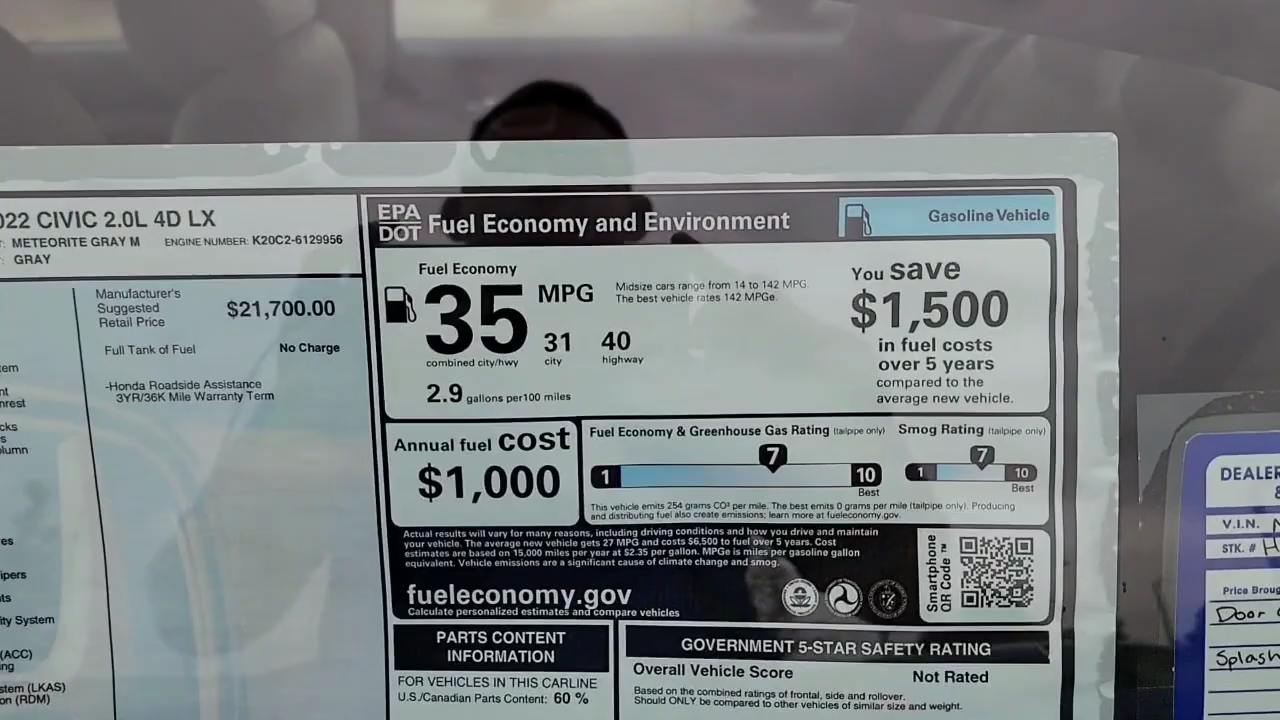 022 CIVIC 2.0L 4D LX
METEORITE GRAY M ENGINE NUMBER: K20C2-6129956
: GRAY
Manufacturer's
Suggested
Retail Price
$21,700.00
Full Tank of Fuel No Charge
-Honda Roadside Assistance
3YR/36K Mile Warranty Term
EPA
DOT
Fuel Economy and Environment
Gasoline Vehicle
Fuel Economy
35 MPG
combined city/hwy
31
city
40
highway
2.9 gallons per 100 miles
Midsize cars range from 14 to 142 MPG.
The best vehicle rates 142 MPGe.
You save
$1,500
in fuel costs
over 5 years
compared to the
average new vehicle.
Annual fuel cost
$1,000
Fuel Economy & Greenhouse Gas Rating (tailpipe only)
7
1 10
Best
Smog Rating (tailpipe only)
7
1 10
Best
This vehicle emits 254 grams CO² per mile. The best emits 0 grams per mile (tailpipe only). Producing
and distributing fuel also create emissions; learn more at fueleconomy.gov.
Actual results will vary for many reasons, including driving conditions and how you drive and maintain
your vehicle. The average new vehicle gets 27 MPG and costs $6,500 to fuel over 5 years. Cost
estimates are based on 15,000 miles per year at $2.35 per gallon. MPGe is miles per gasoline gallon
equivalent. Vehicle emissions are a significant cause of climate change and smog.
fueleconomy.gov
Calculate personalized estimates and compare vehicles
Smartphone
QR Code ™
PARTS CONTENT
INFORMATION
FOR VEHICLES IN THIS CARLINE
U.S./Canadian Parts Content: 60 %
GOVERNMENT 5-STAR SAFETY RATING
Overall Vehicle Score Not Rated
Based on the combined ratings of frontal, side and rollover.
Should ONLY be compared to other vehicles of similar size and weight.
ity System
(ACC)
stem (LKAS)
on (RDM)
DEALER
&
V.I.N.
STK. # H
Price Broug
Door
Splash